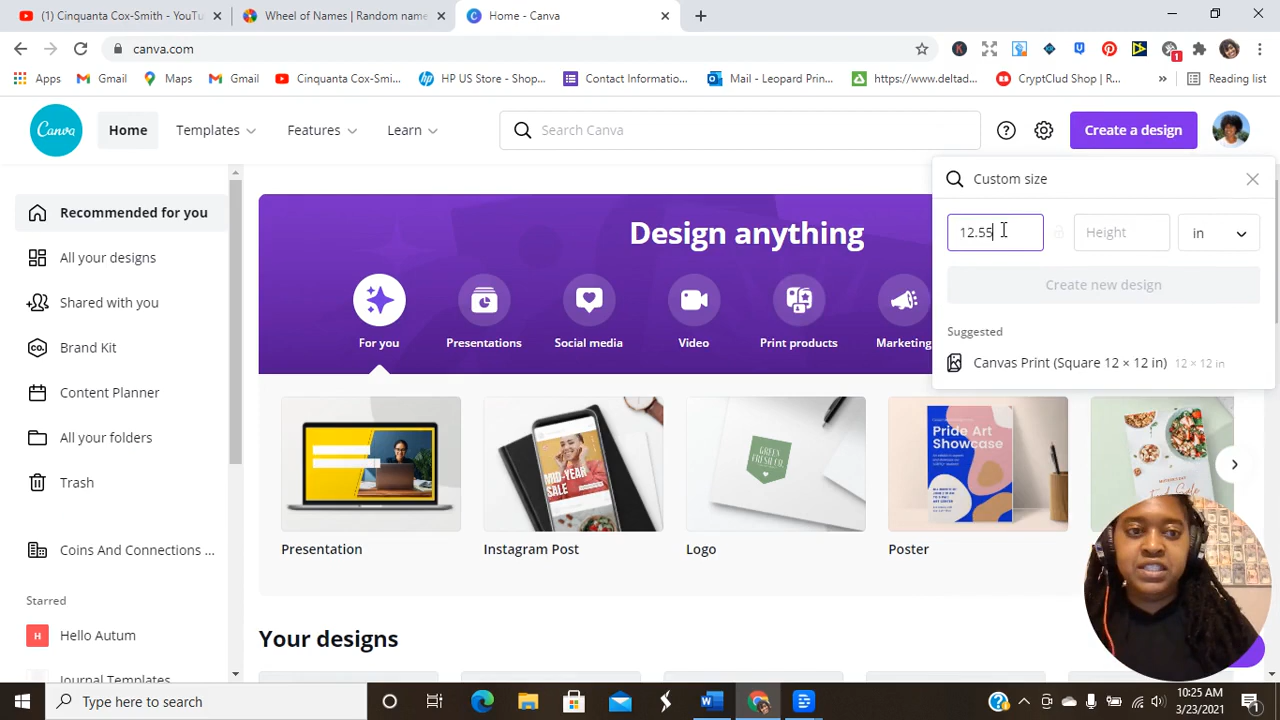 (1) Cinquanta Cox-Smith - YouTu
Wheel of Names | Random name
Home - Canva
canva.com
1
Apps
Gmail
Maps
Gmail
Cinquanta Cox-Smi...
HP US Store - Shop...
Contact Informatio...
Mail - Leopard Prin...
https://www.deltad...
CryptClud Shop | R...
»
Reading list
Canva
Home
Templates
Features
Learn
Search Canva
Create a design
Custom size
12.55
Height
in
Create new design
Suggested
Canvas Print (Square 12 × 12 in) 12 × 12 in
Recommended for you
All your designs
Shared with you
Brand Kit
Content Planner
All your folders
Trash
Coins And Connections ...
Starred
H
Hello Autum
Journal Templates
Design anything
For you
Presentations
Social media
Video
Print products
Marketing
MID-YEAR
SALE
GREEN
FRESH CO.
Pride Art
Showcase
Presentation
Instagram Post
Logo
Poster
Your designs
Type here to search
10:25 AM
3/23/2021
1